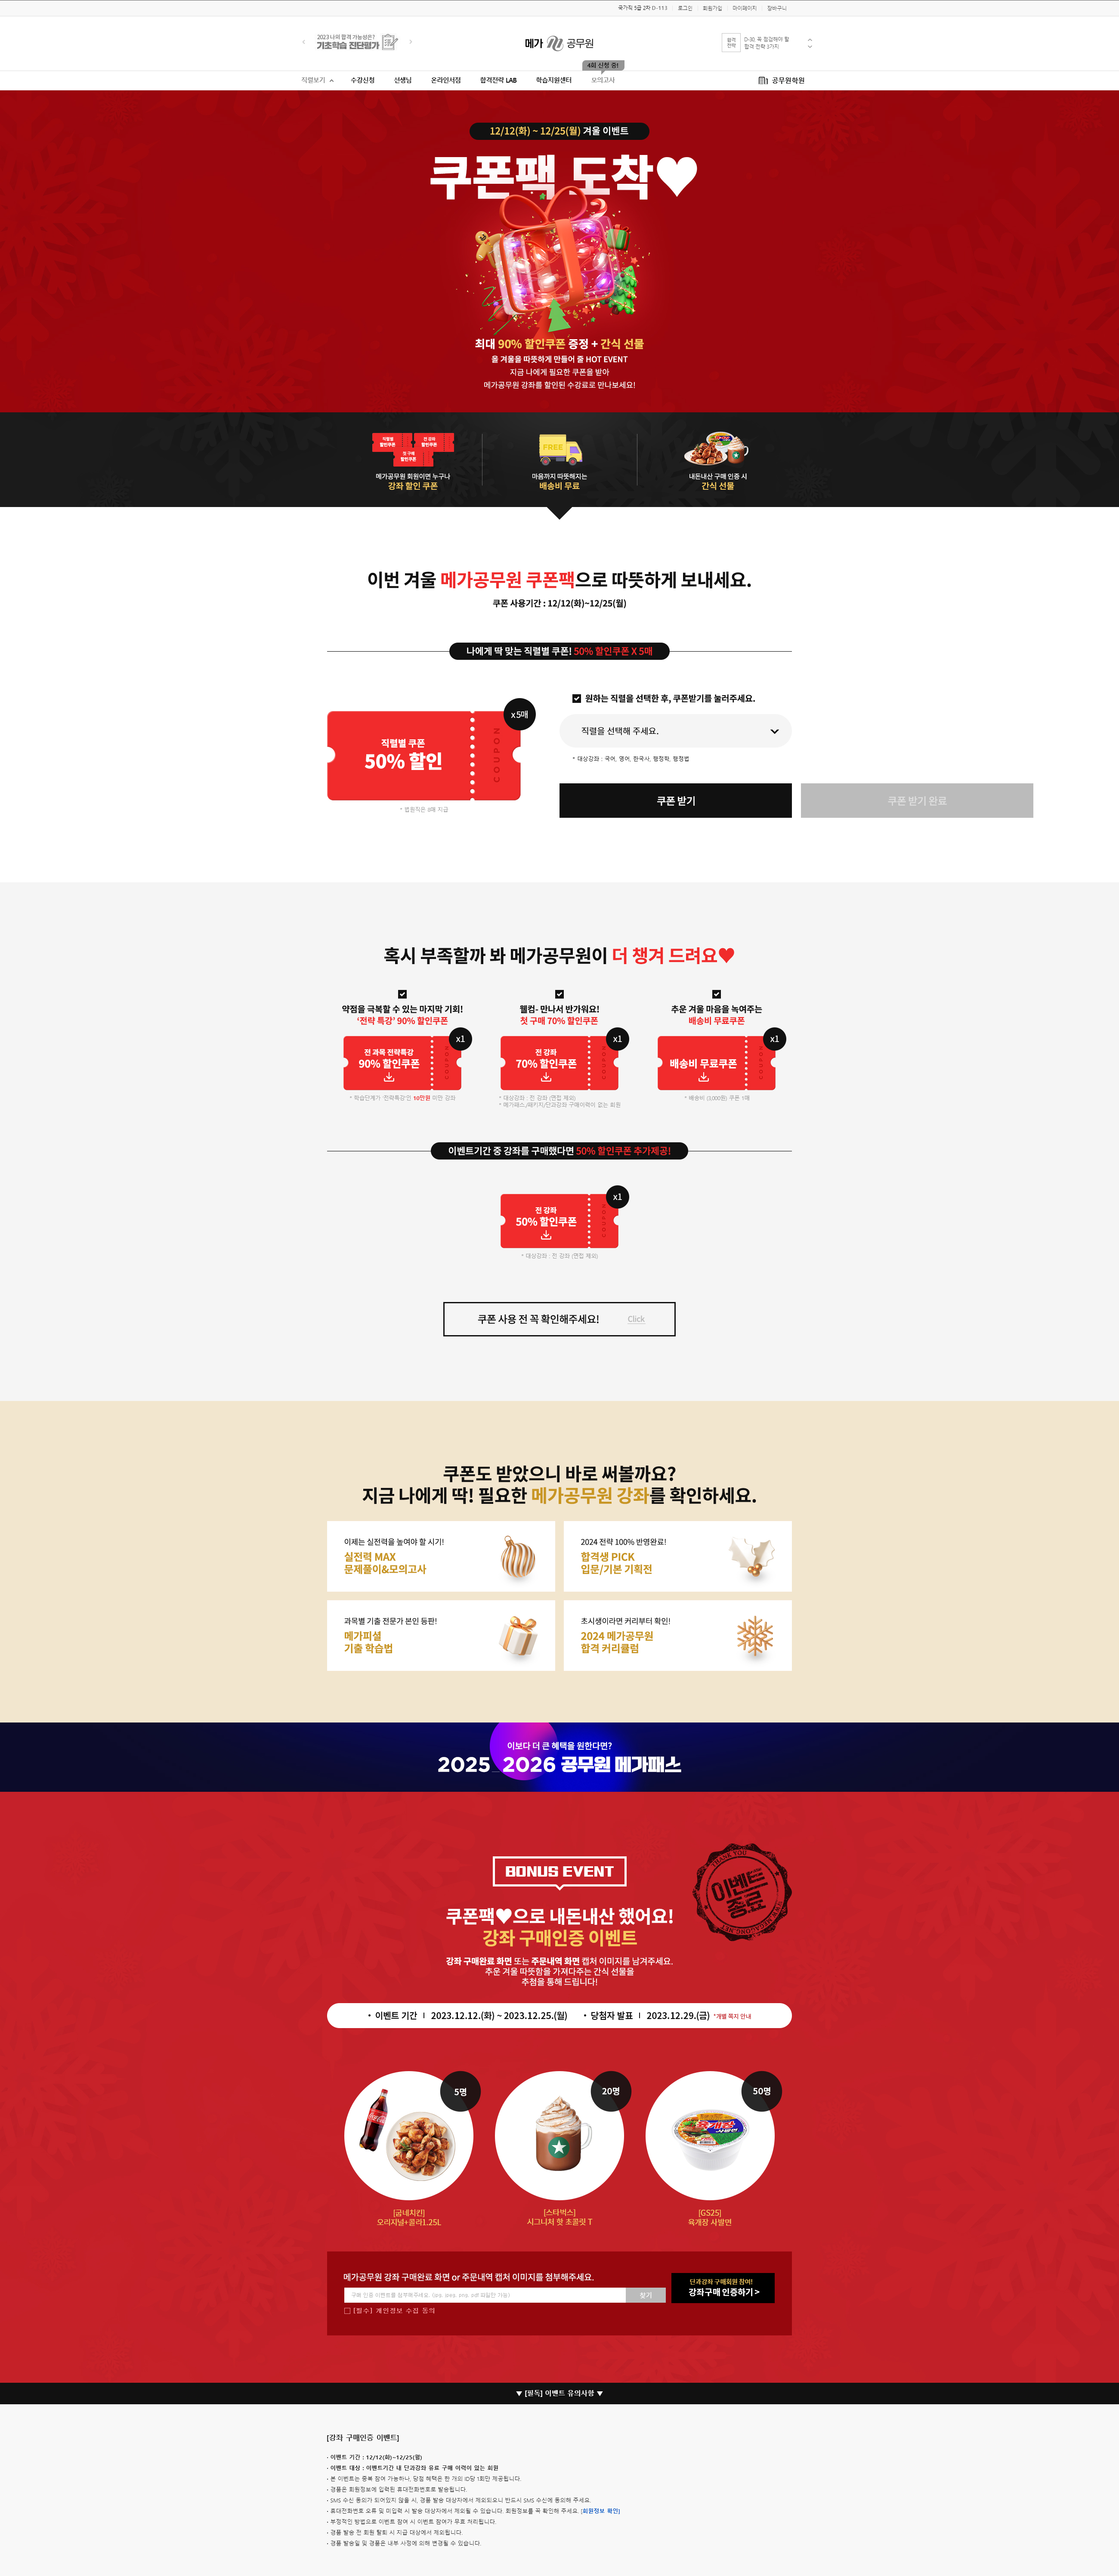 국가직 5급 2차 D-113
로그인
회원가입
마이페이지
장바구니
2023 나의 합격 가능성은?
기초학습 진단평가
메가 공무원
합격
전략
D-30, 꼭 점검해야 할
합격 전략 3가지
4회 신청 중!
직렬보기
수강신청
선생님
온라인서점
합격전략 LAB
학습지원센터
모의고사
공무원학원
12/12(화) ~ 12/25(월) 겨울 이벤트
쿠폰팩 도착♥
최대 90% 할인쿠폰 증정 + 간식 선물
올 겨울을 따뜻하게 만들어 줄 HOT EVENT
지금 나에게 필요한 쿠폰을 받아
메가공무원 강좌를 할인된 수강료로 만나보세요!
직렬별
할인쿠폰
전 강좌
할인쿠폰
첫 구매
할인쿠폰
메가공무원 회원이면 누구나
강좌 할인 쿠폰
FREE
마음까지 따뜻해지는
배송비 무료
내돈내산 구매 인증 시
간식 선물
이번 겨울 메가공무원 쿠폰팩으로 따뜻하게 보내세요.
쿠폰 사용기간 : 12/12(화)~12/25(월)
나에게 딱 맞는 직렬별 쿠폰! 50% 할인쿠폰 X 5매
직렬별 쿠폰
50% 할인
COUPON
x 5매
원하는 직렬을 선택한 후, 쿠폰받기를 눌러주세요.
직렬을 선택해 주세요.
* 대상강좌 : 국어, 영어, 한국사, 행정학, 행정법
쿠폰 받기
쿠폰 받기 완료
혹시 부족할까 봐 메가공무원이 더 챙겨 드려요♥
약점을 극복할 수 있는 마지막 기회!
'전략 특강' 90% 할인쿠폰
전 과목 전략특강
90% 할인쿠폰
COUPON
x1
* 학습단계가 '전략특강'인 10만원 미만 강좌
웰컴- 만나서 반가워요!
첫 구매 70% 할인쿠폰
전 강좌
70% 할인쿠폰
COUPON
x1
* 대상강좌 : 전 강좌 (면접 제외)
* 메가패스/패키지/단과강좌 구매이력이 없는 회원
추운 겨울 마음을 녹여주는
배송비 무료쿠폰
배송비 무료쿠폰
COUPON
x1
* 배송비 (3,000원) 쿠폰 1매
이벤트기간 중 강좌를 구매했다면 50% 할인쿠폰 추가제공!
전 강좌
50% 할인쿠폰
COUPON
x1
* 대상강좌 : 전 강좌 (면접 제외)
쿠폰 사용 전 꼭 확인해주세요!
Click
쿠폰도 받았으니 바로 써볼까요?
지금 나에게 딱! 필요한 메가공무원 강좌를 확인하세요.
이제는 실전력을 높여야 할 시기!
실전력 MAX
문제풀이&모의고사
2024 전략 100% 반영완료!
합격생 PICK
입문/기본 기획전
과목별 기출 전문가 본인 등판!
메가피셜
기출 학습법
초시생이라면 커리부터 확인!
2024 메가공무원
합격 커리큘럼
이보다 더 큰 혜택을 원한다면?
2025_2026 공무원 메가패스
BONUS EVENT
THANK YOU
이벤트
종료
WWW.MEGAGONG.NET
쿠폰팩♥으로 내돈내산 했어요!
강좌 구매인증 이벤트
강좌 구매완료 화면 또는 주문내역 화면 캡처 이미지를 남겨주세요.
추운 겨울 따뜻함을 가져다주는 간식 선물을
추첨을 통해 드립니다!
• 이벤트 기간 | 2023.12.12.(화) ~ 2023.12.25.(월)
• 당첨자 발표 | 2023.12.29.(금) *개별 쪽지 안내
5명
[굽네치킨]
오리지널+콜라1.25L
20명
[스타벅스]
시그니처 핫 초콜릿 T
50명
육개장
사발면
[GS25]
육개장 사발면
메가공무원 강좌 구매완료 화면 or 주문내역 캡처 이미지를 첨부해주세요.
구매 인증 이벤트를 첨부해주세요. (jpg, jpeg, png, pdf 파일만 가능)
찾기
[필수] 개인정보 수집 동의
단과강좌 구매회원 참여!
강좌구매 인증하기 >
▼ [필독] 이벤트 유의사항 ▼
[강좌 구매인증 이벤트]
· 이벤트 기간 : 12/12(화)~12/25(월)
· 이벤트 대상 : 이벤트기간 내 단과강좌 유료 구매 이력이 있는 회원
· 본 이벤트는 중복 참여 가능하나, 당첨 혜택은 한 개의 ID당 1회만 제공됩니다.
· 경품은 회원정보에 입력된 휴대전화번호로 발송됩니다.
· SMS 수신 동의가 되어있지 않을 시, 경품 발송 대상자에서 제외되오니 반드시 SMS 수신에 동의해 주세요.
· 휴대전화번호 오류 및 미입력 시 발송 대상자에서 제외될 수 있습니다. 회원정보를 꼭 확인해 주세요. [회원정보 확인]
· 부정적인 방법으로 이벤트 참여 시 이벤트 참여가 무효 처리됩니다.
· 경품 발송 전 회원 탈퇴 시 지급 대상에서 제외됩니다.
· 경품 발송일 및 경품은 내부 사정에 의해 변경될 수 있습니다.